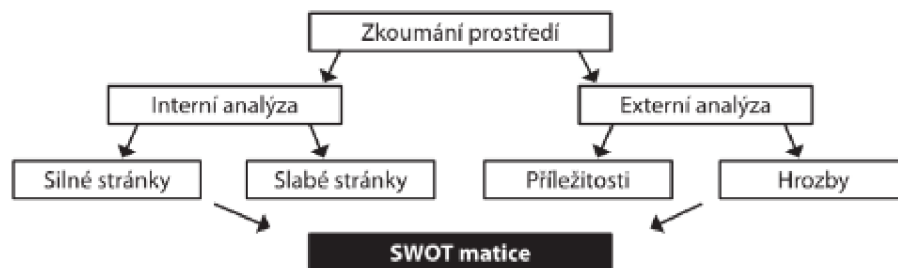 Zkoumání prostředí
Interní analýza
Externí analýza
Silné stránky
Slabé stránky
Příležitosti
Hrozby
SWOT matice